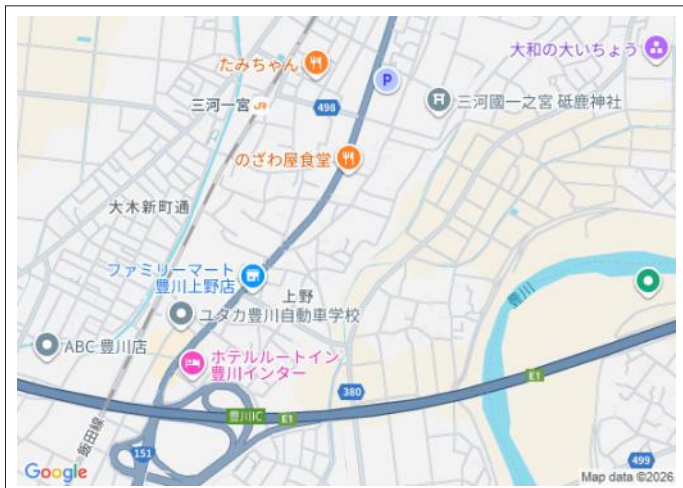 大和の大いちょう
たみちゃん
P
三河一宮 JR
498
三河國一之宮 砥鹿神社
のざわ屋食堂
大木新町通
ファミリーマート
豊川上野店
上野
豊川
ユタカ豊川自動車学校
ABC 豊川店
ホテルルートイン
豊川インター
E1
380
豊川IC
E1
飯田線
151
499
Google
Map data ©2026